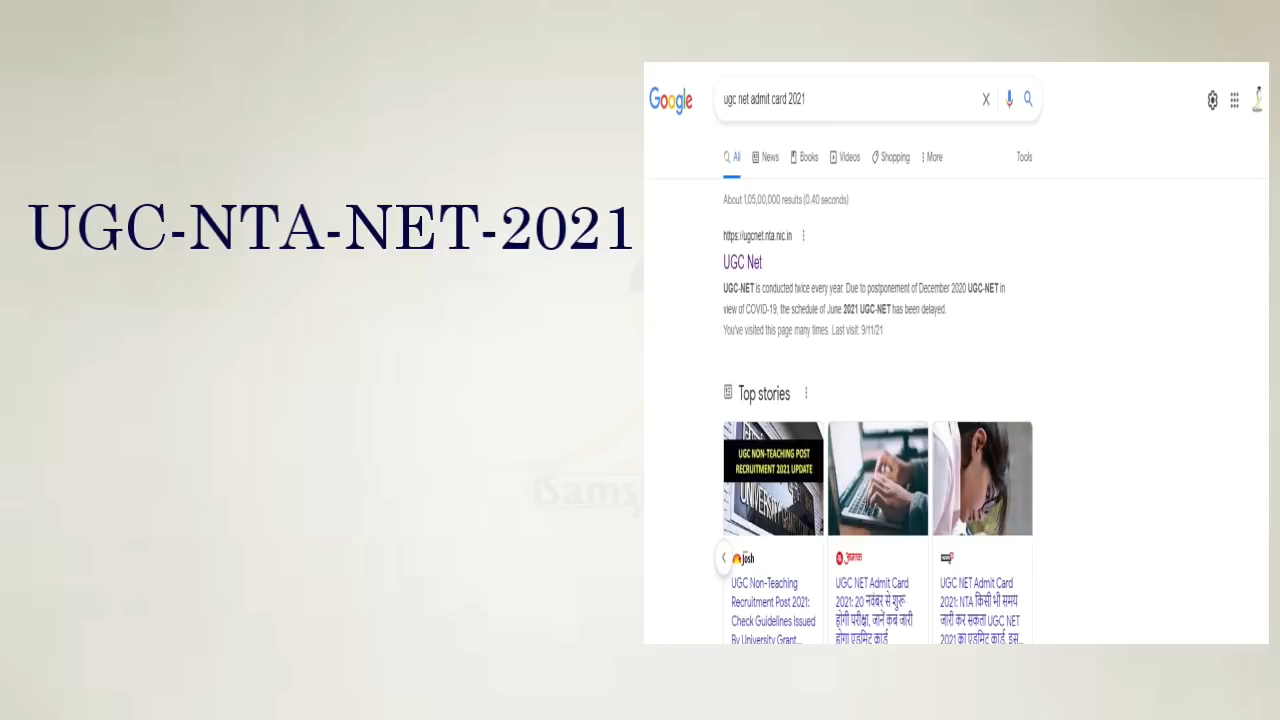 UGC-NTA-NET-2021
Google
ugc net admit card 2021
All News Books Videos Shopping More Tools
About 1,05,00,000 results (0.40 seconds)
https://ugcnet.nta.nic.in
UGC Net
UGC-NET is conducted twice every year. Due to postponement of December 2020 UGC-NET in
view of COVID-19, the schedule of June 2021 UGC-NET has been delayed.
You've visited this page many times. Last visit: 9/11/21
Top stories
UGC NON-TEACHING POST
RECRUITMENT 2021 UPDATE
UNIVERSITY
Josh
UGC Non-Teaching
Recruitment Post 2021:
Check Guidelines Issued
By University Grant...
UGC NET Admit Card
2021: 20 नवंबर से शुरू
होगी परीक्षा, जानें कब जारी
होगा एडमिट कार्ड
UGC NET Admit Card
2021: NTA किसी भी समय
जारी कर सकता UGC NET
2021 का एडमिट कार्ड, इस...
iSams